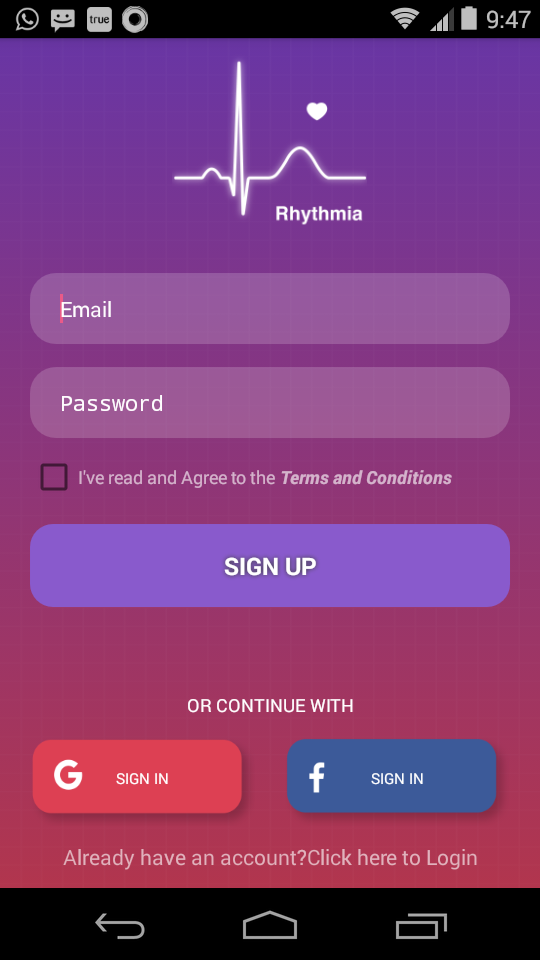 true
9:47
Rhythmia
Email
Password
I've read and Agree to the Terms and Conditions
SIGN UP
OR CONTINUE WITH
G SIGN IN
f SIGN IN
Already have an account?Click here to Login